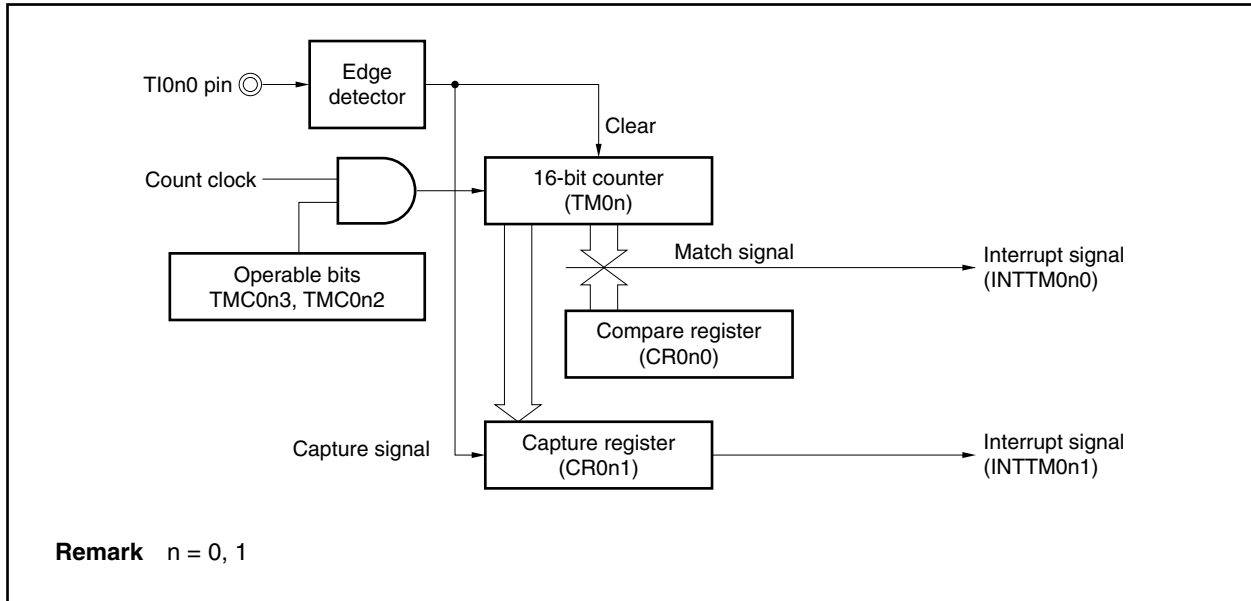 TI0n0 pin
Edge
detector
Clear
Count clock
16-bit counter
(TM0n)
Operable bits
TMC0n3, TMC0n2
Match signal
Interrupt signal
(INTTM0n0)
Compare register
(CR0n0)
Capture signal
Capture register
(CR0n1)
Interrupt signal
(INTTM0n1)
Remark n = 0, 1